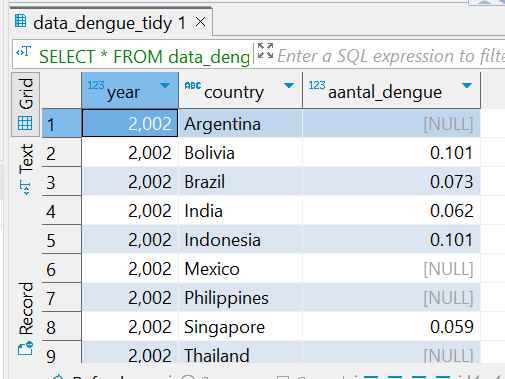 data_dengue_tidy 1
SELECT * FROM data_deng Enter a SQL expression to filte
Grid
Text
Record
123 year ABC country 123 aantal_dengue
1 2,002 Argentina [NULL]
2 2,002 Bolivia 0.101
3 2,002 Brazil 0.073
4 2,002 India 0.062
5 2,002 Indonesia 0.101
6 2,002 Mexico [NULL]
7 2,002 Philippines [NULL]
8 2,002 Singapore 0.059
9 2,002 Thailand [NULL]